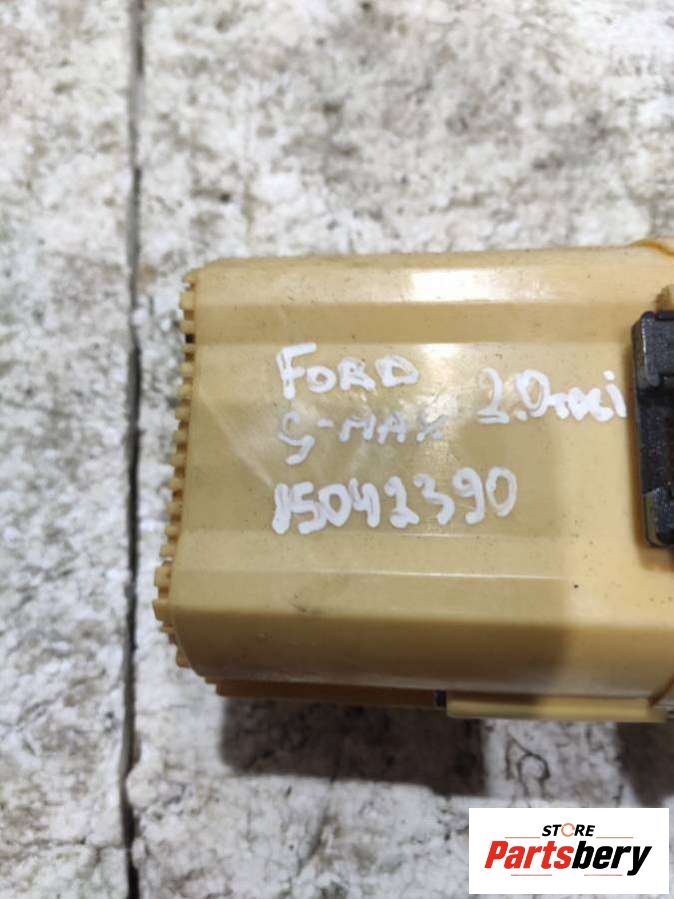 FORD
S-MAX 2.0TDCi
15042390
STORE
Partsbery